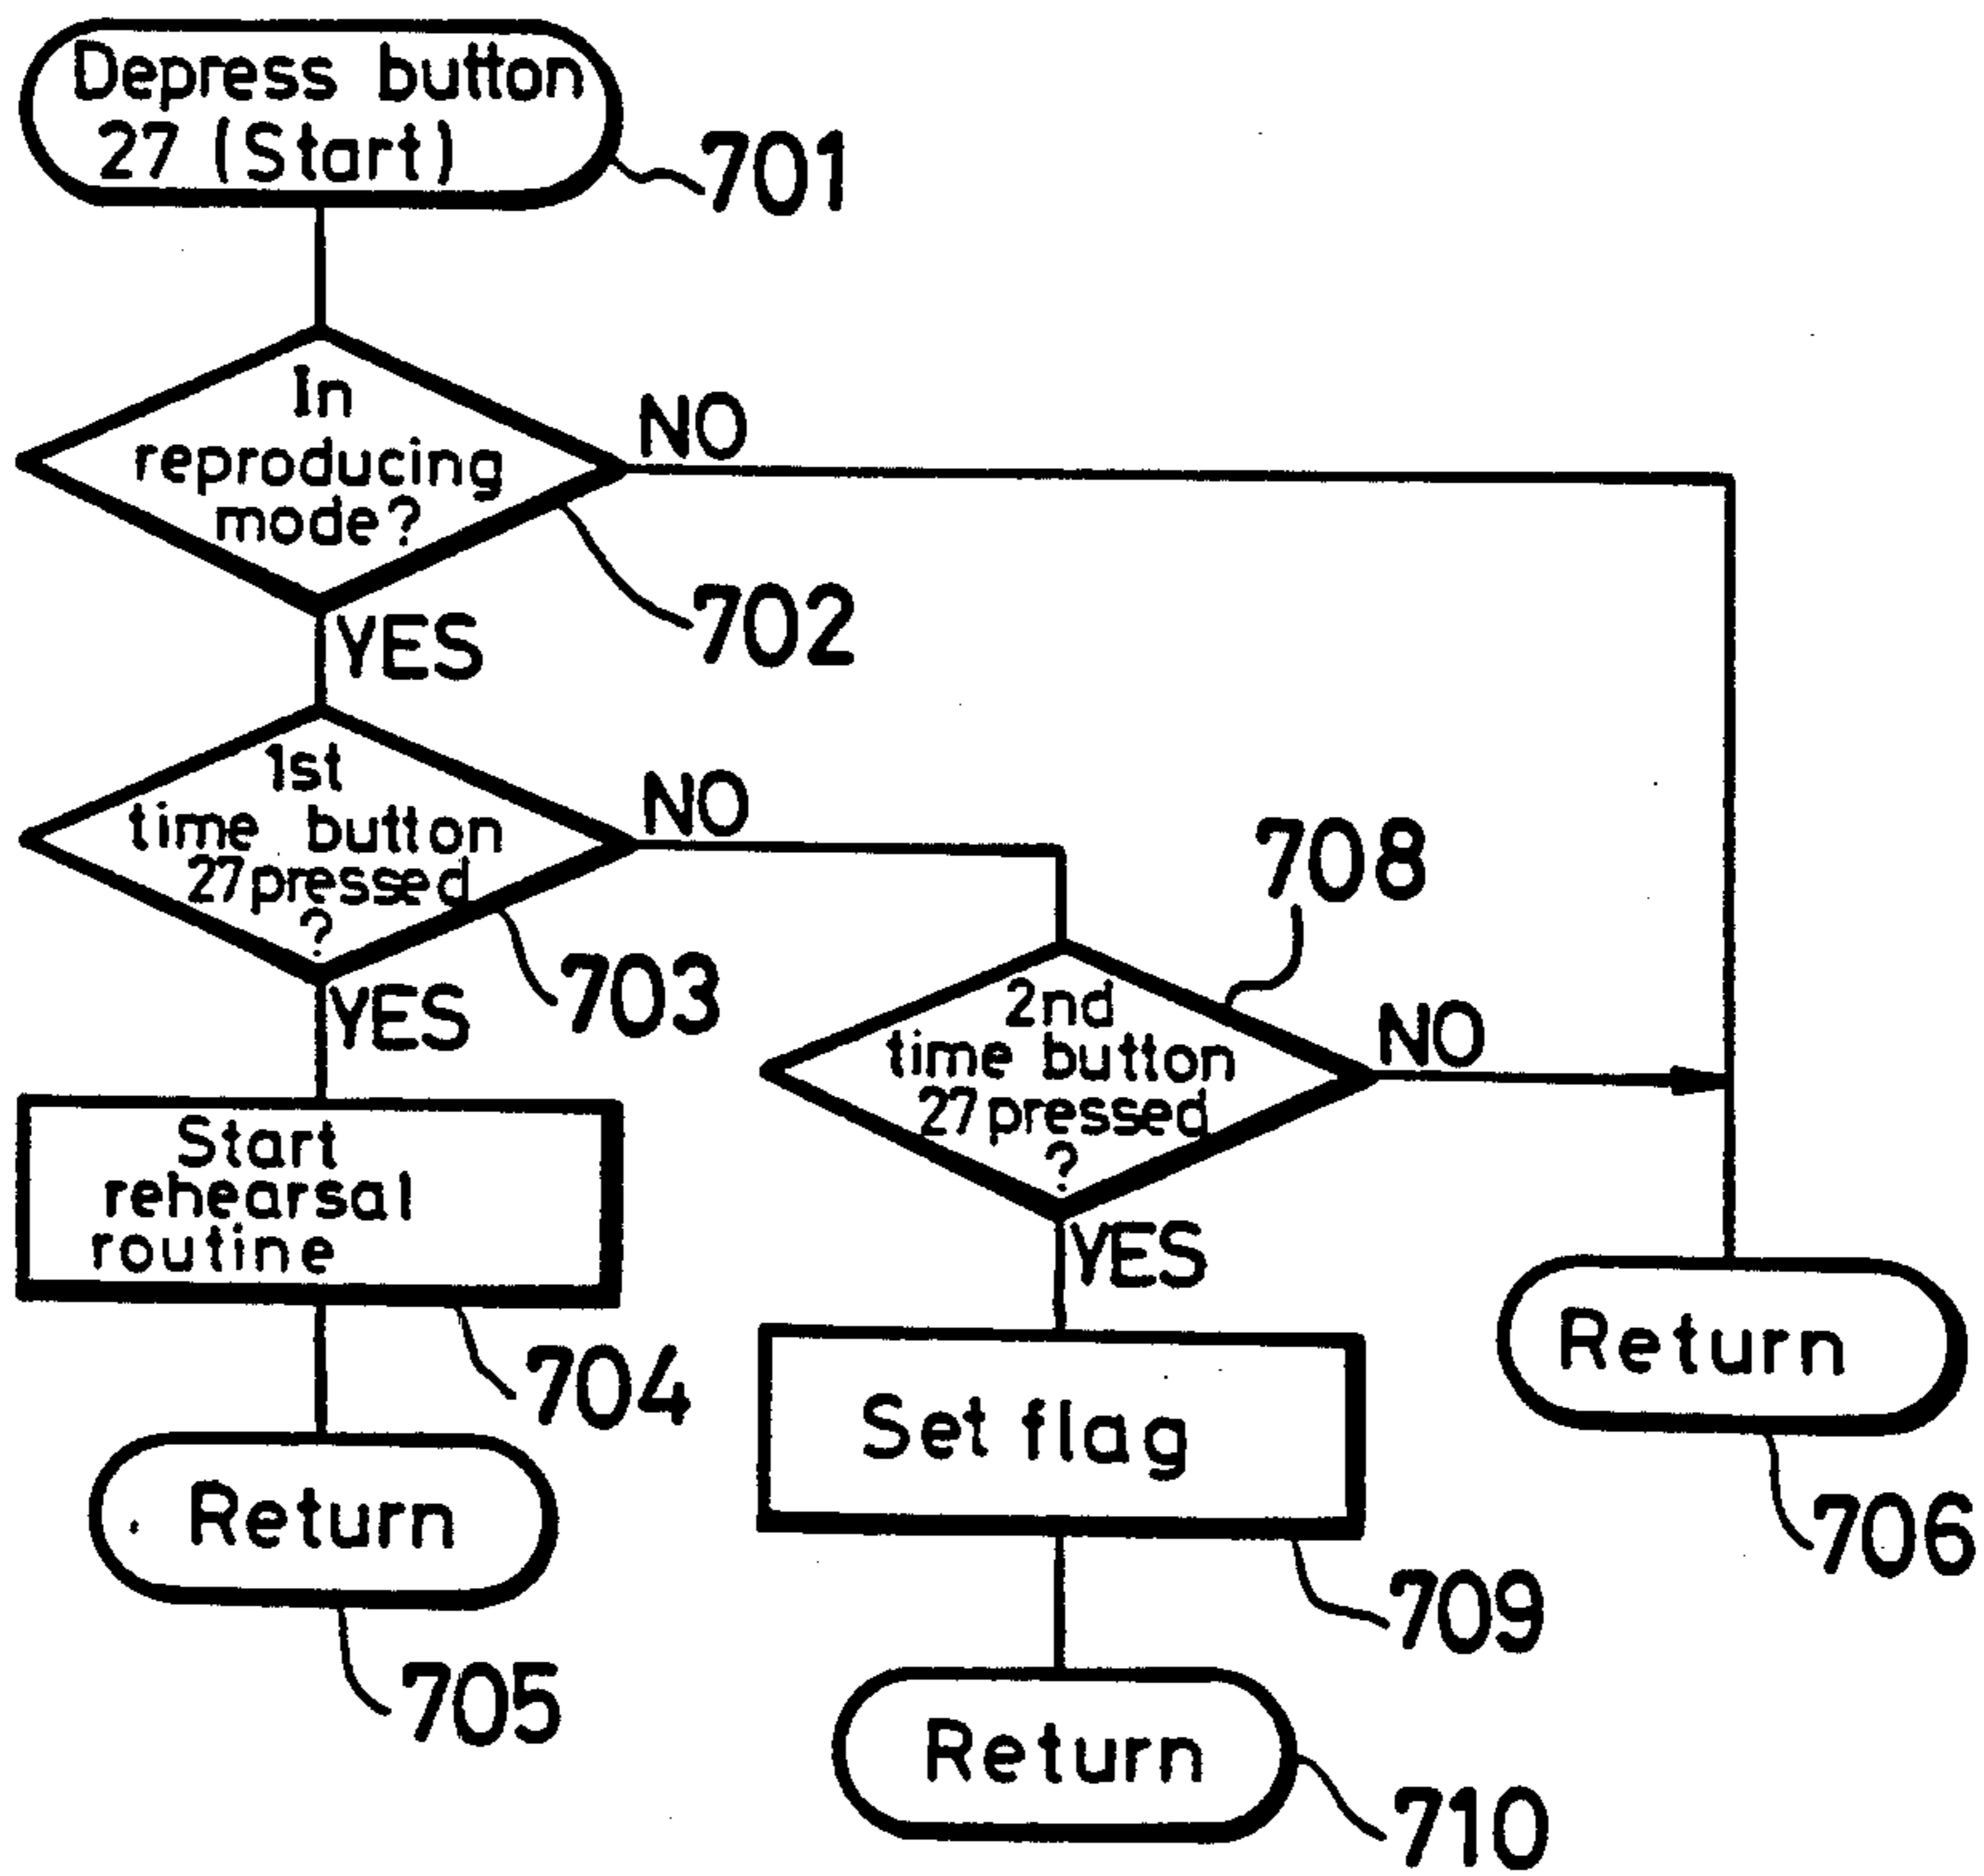 Depress button
27 (Start)
701
In
reproducing
mode?
NO
702
YES
1st
time button
27 pressed
?
NO
703
YES
708
2nd
time button
27 pressed
?
NO
YES
Start
rehearsal
routine
704
Return
705
Set flag
709
Return
710
Return
706